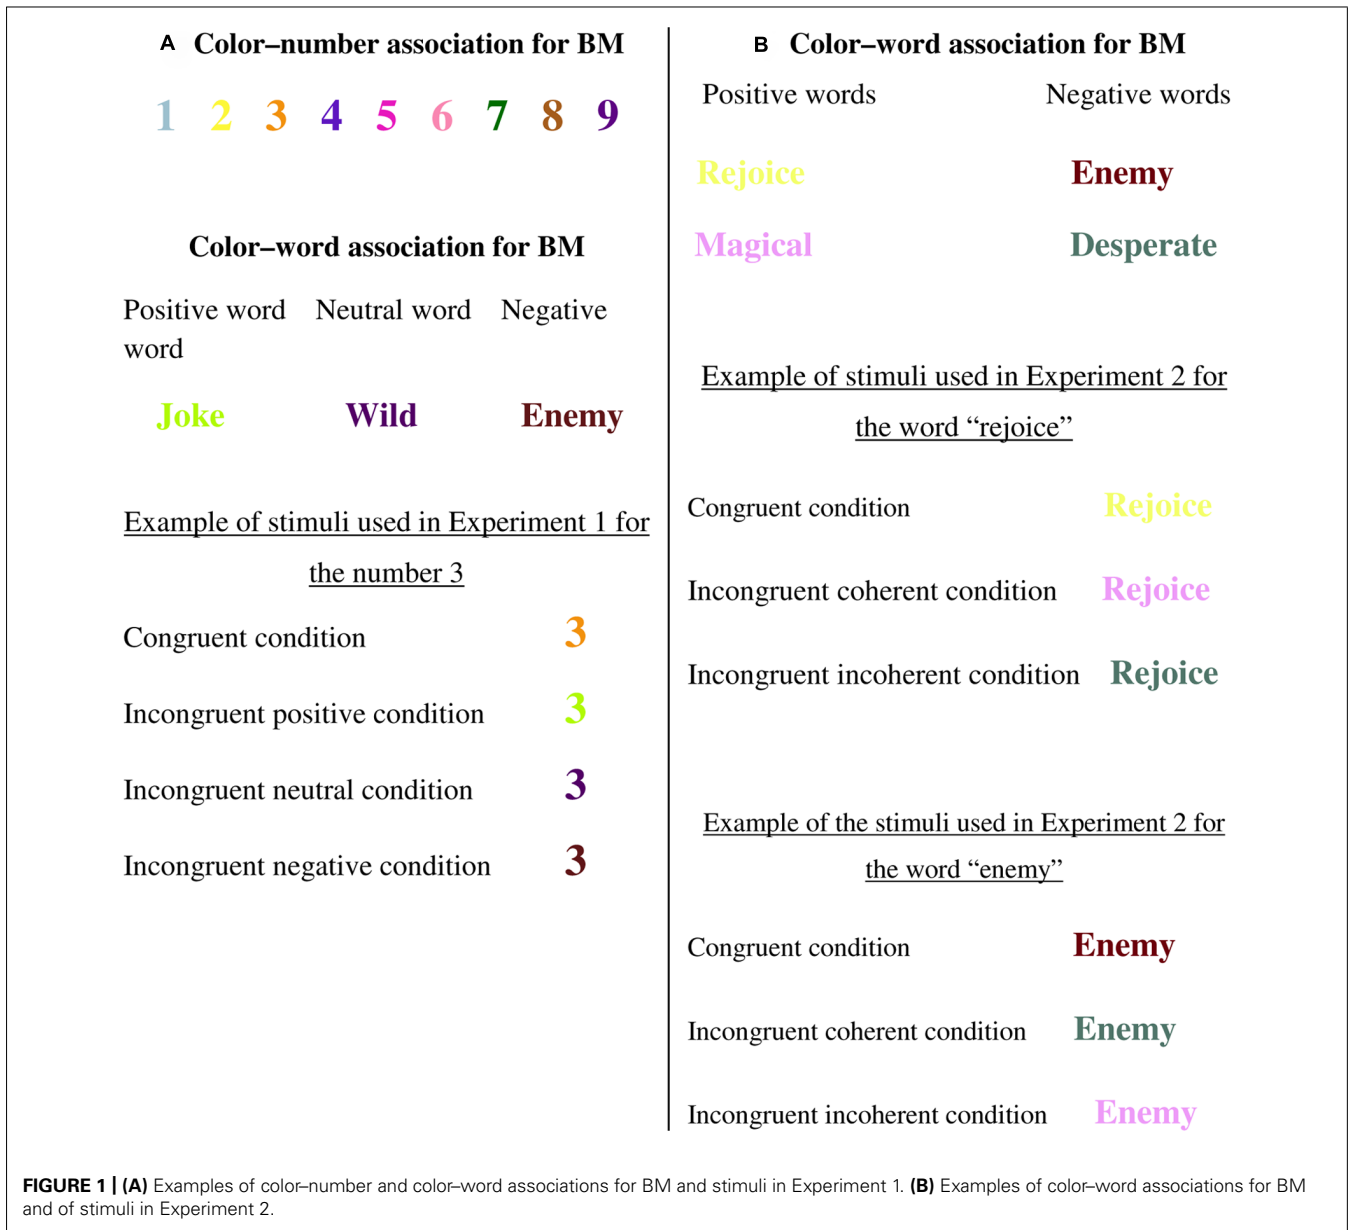 A Color–number association for BM
1 2 3 4 5 6 7 8 9
Color–word association for BM
Positive word Neutral word Negative
word
Joke Wild Enemy
Example of stimuli used in Experiment 1 for
the number 3
Congruent condition 3
Incongruent positive condition 3
Incongruent neutral condition 3
Incongruent negative condition 3
B Color–word association for BM
Positive words Negative words
Rejoice Enemy
Magical Desperate
Example of stimuli used in Experiment 2 for
the word “rejoice”
Congruent condition Rejoice
Incongruent coherent condition Rejoice
Incongruent incoherent condition Rejoice
Example of the stimuli used in Experiment 2 for
the word “enemy”
Congruent condition Enemy
Incongruent coherent condition Enemy
Incongruent incoherent condition Enemy
FIGURE 1 | (A) Examples of color–number and color–word associations for BM and stimuli in Experiment 1. (B) Examples of color–word associations for BM
and of stimuli in Experiment 2.